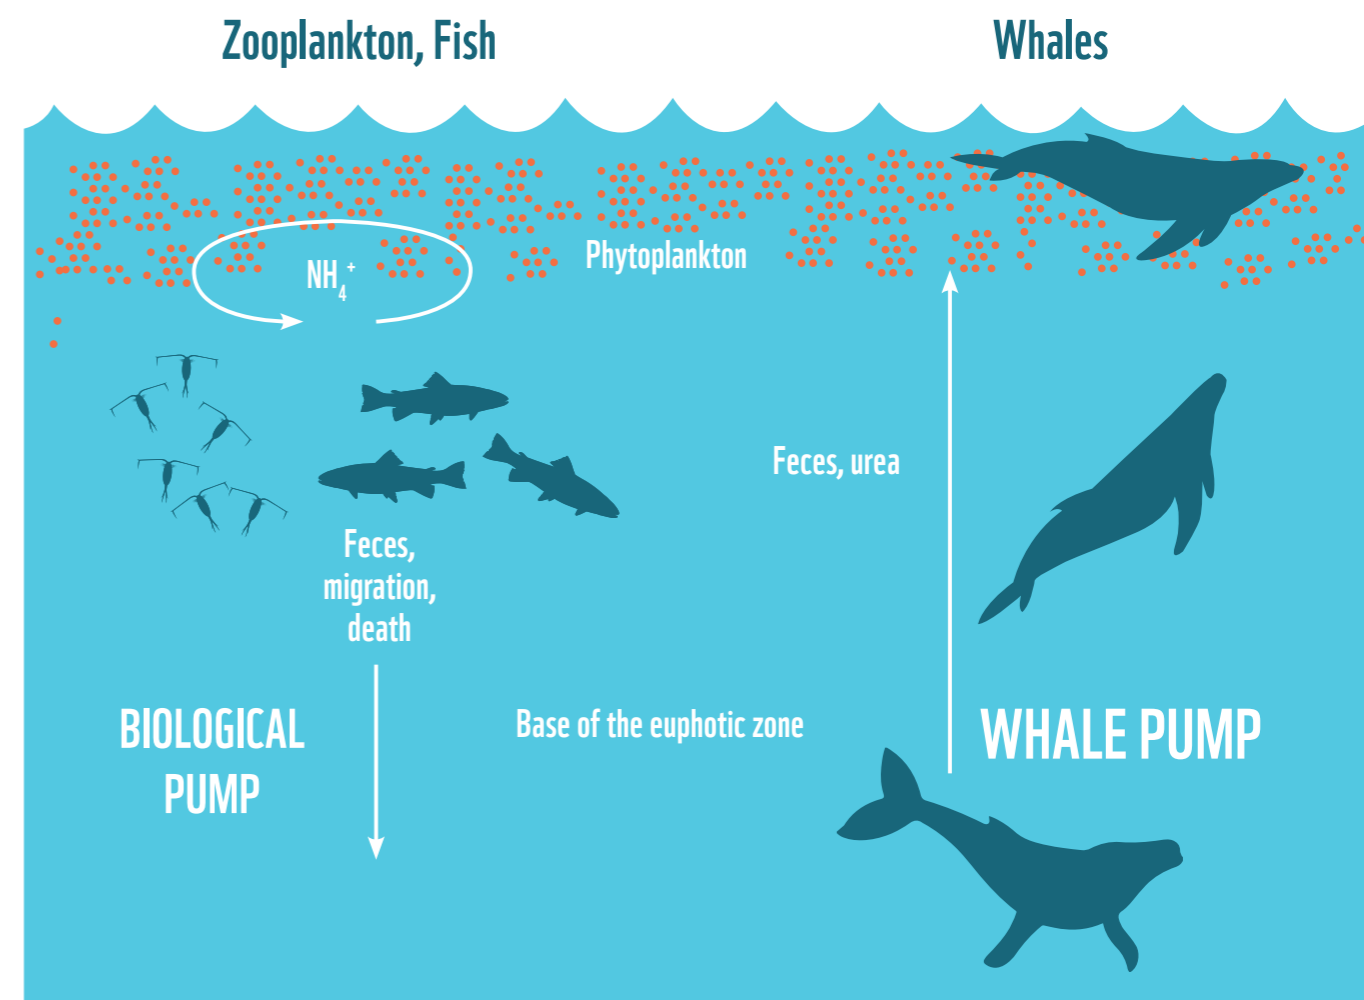 Zooplankton, Fish
Whales
Phytoplankton
NH₄⁺
Feces, urea
Feces,
migration,
death
BIOLOGICAL
PUMP
Base of the euphotic zone
WHALE PUMP